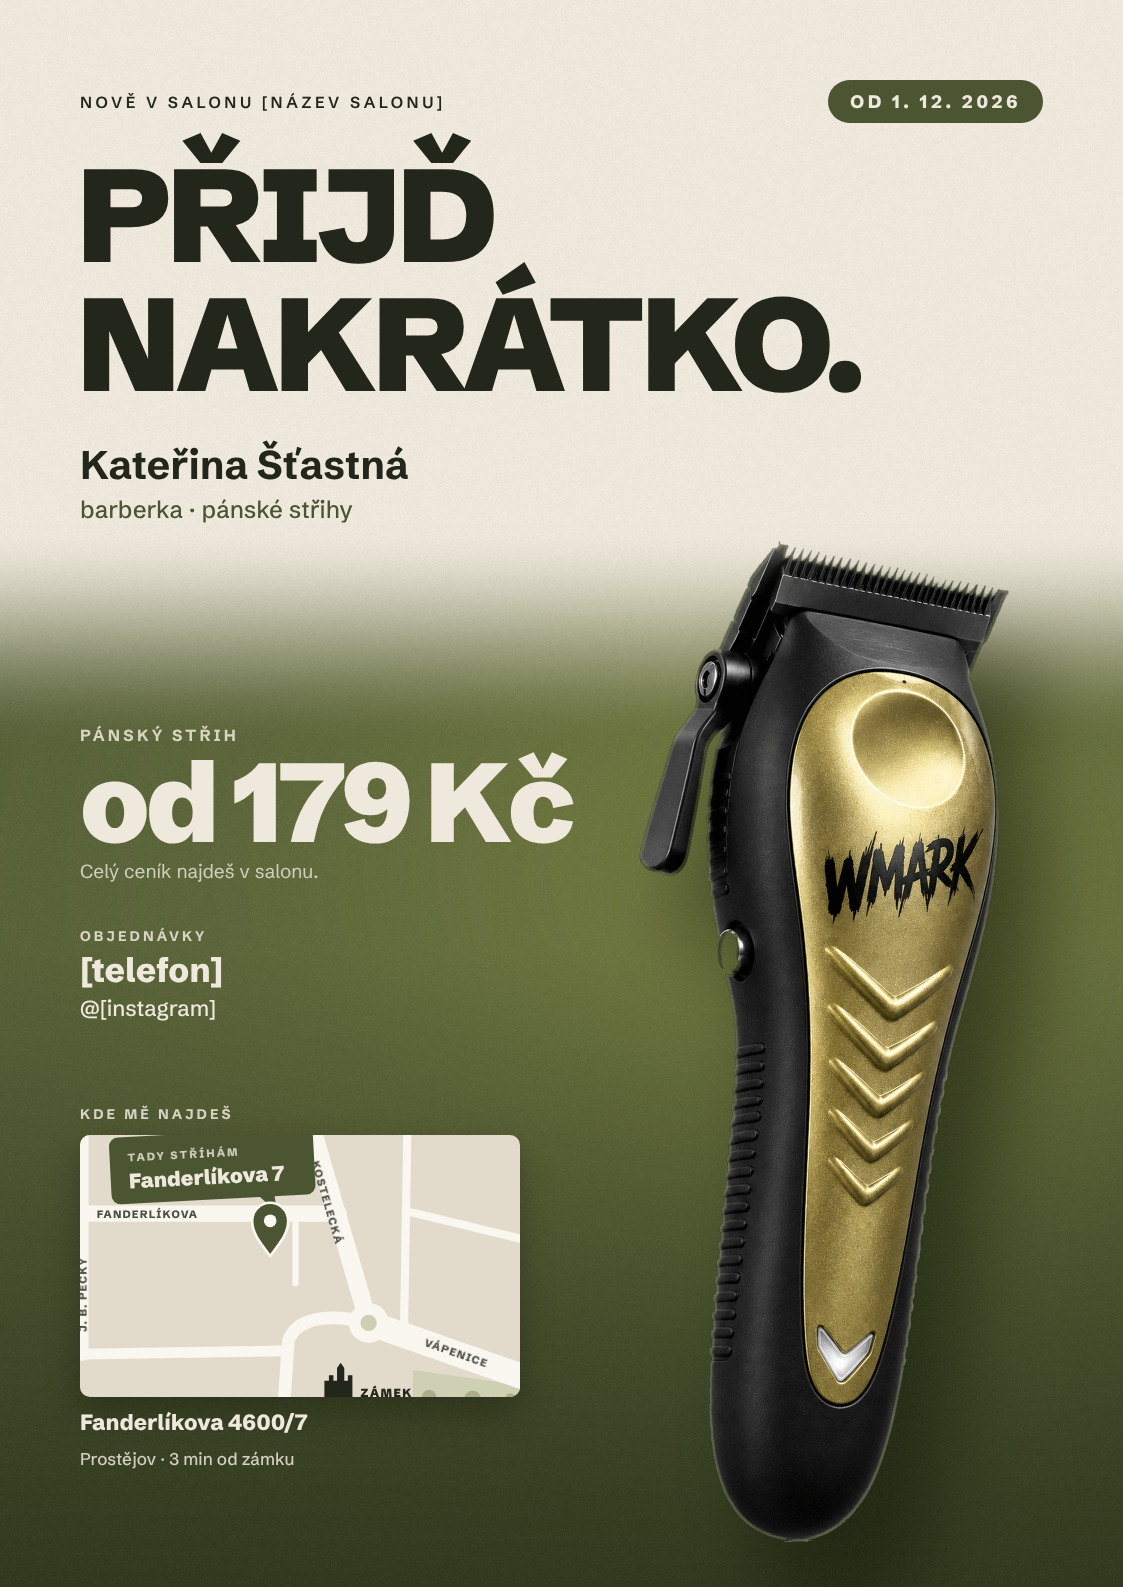 NOVĚ V SALONU [NÁZEV SALONU]
OD 1. 12. 2026
PŘIJĎ
NAKRÁTKO.
Kateřina Šťastná
barberka · pánské střihy
PÁNSKÝ STŘIH
od 179 Kč
Celý ceník najdeš v salonu.
WMARK
OBJEDNÁVKY
[telefon]
@[instagram]
KDE MĚ NAJDEŠ
TADY STŘÍHÁM
Fanderlíkova 7
KOSTELECKÁ
FANDERLÍKOVA
J. B. PECKY
VÁPENICE
ZÁMEK
Fanderlíkova 4600/7
Prostějov · 3 min od zámku